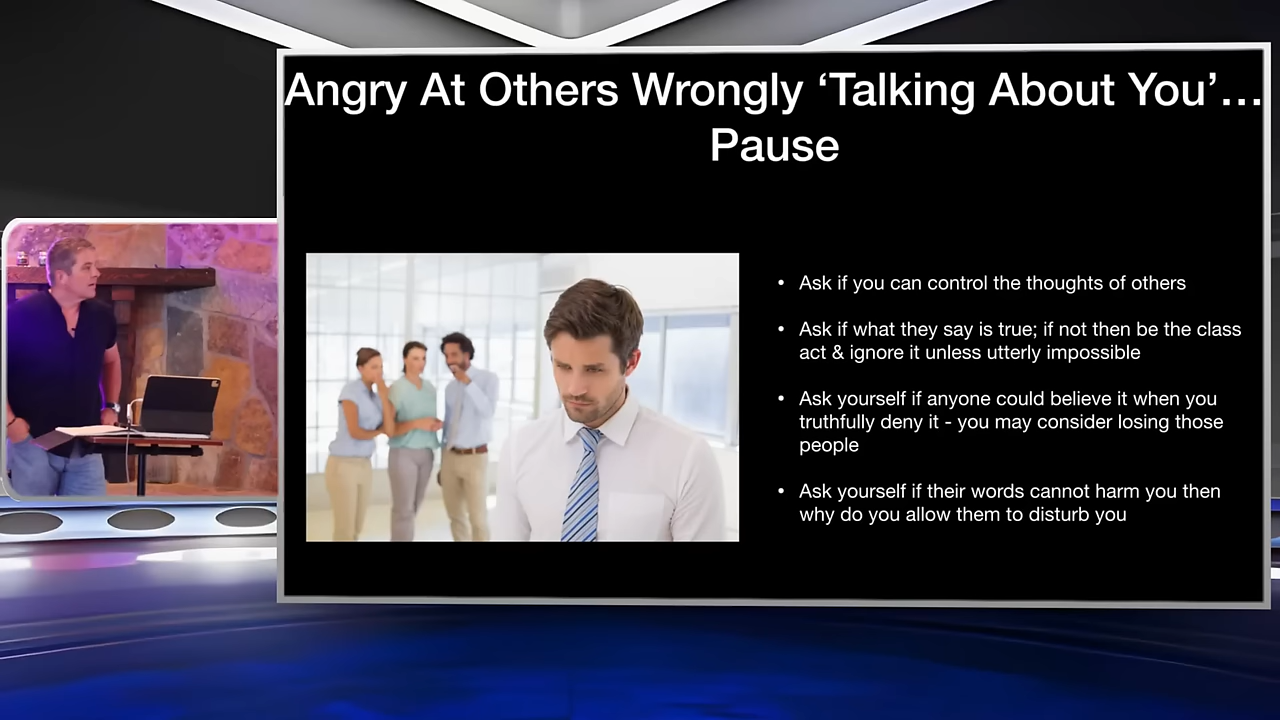 Angry At Others Wrongly ‘Talking About You’…
Pause
• Ask if you can control the thoughts of others
• Ask if what they say is true; if not then be the class
act & ignore it unless utterly impossible
• Ask yourself if anyone could believe it when you
truthfully deny it - you may consider losing those
people
• Ask yourself if their words cannot harm you then
why do you allow them to disturb you